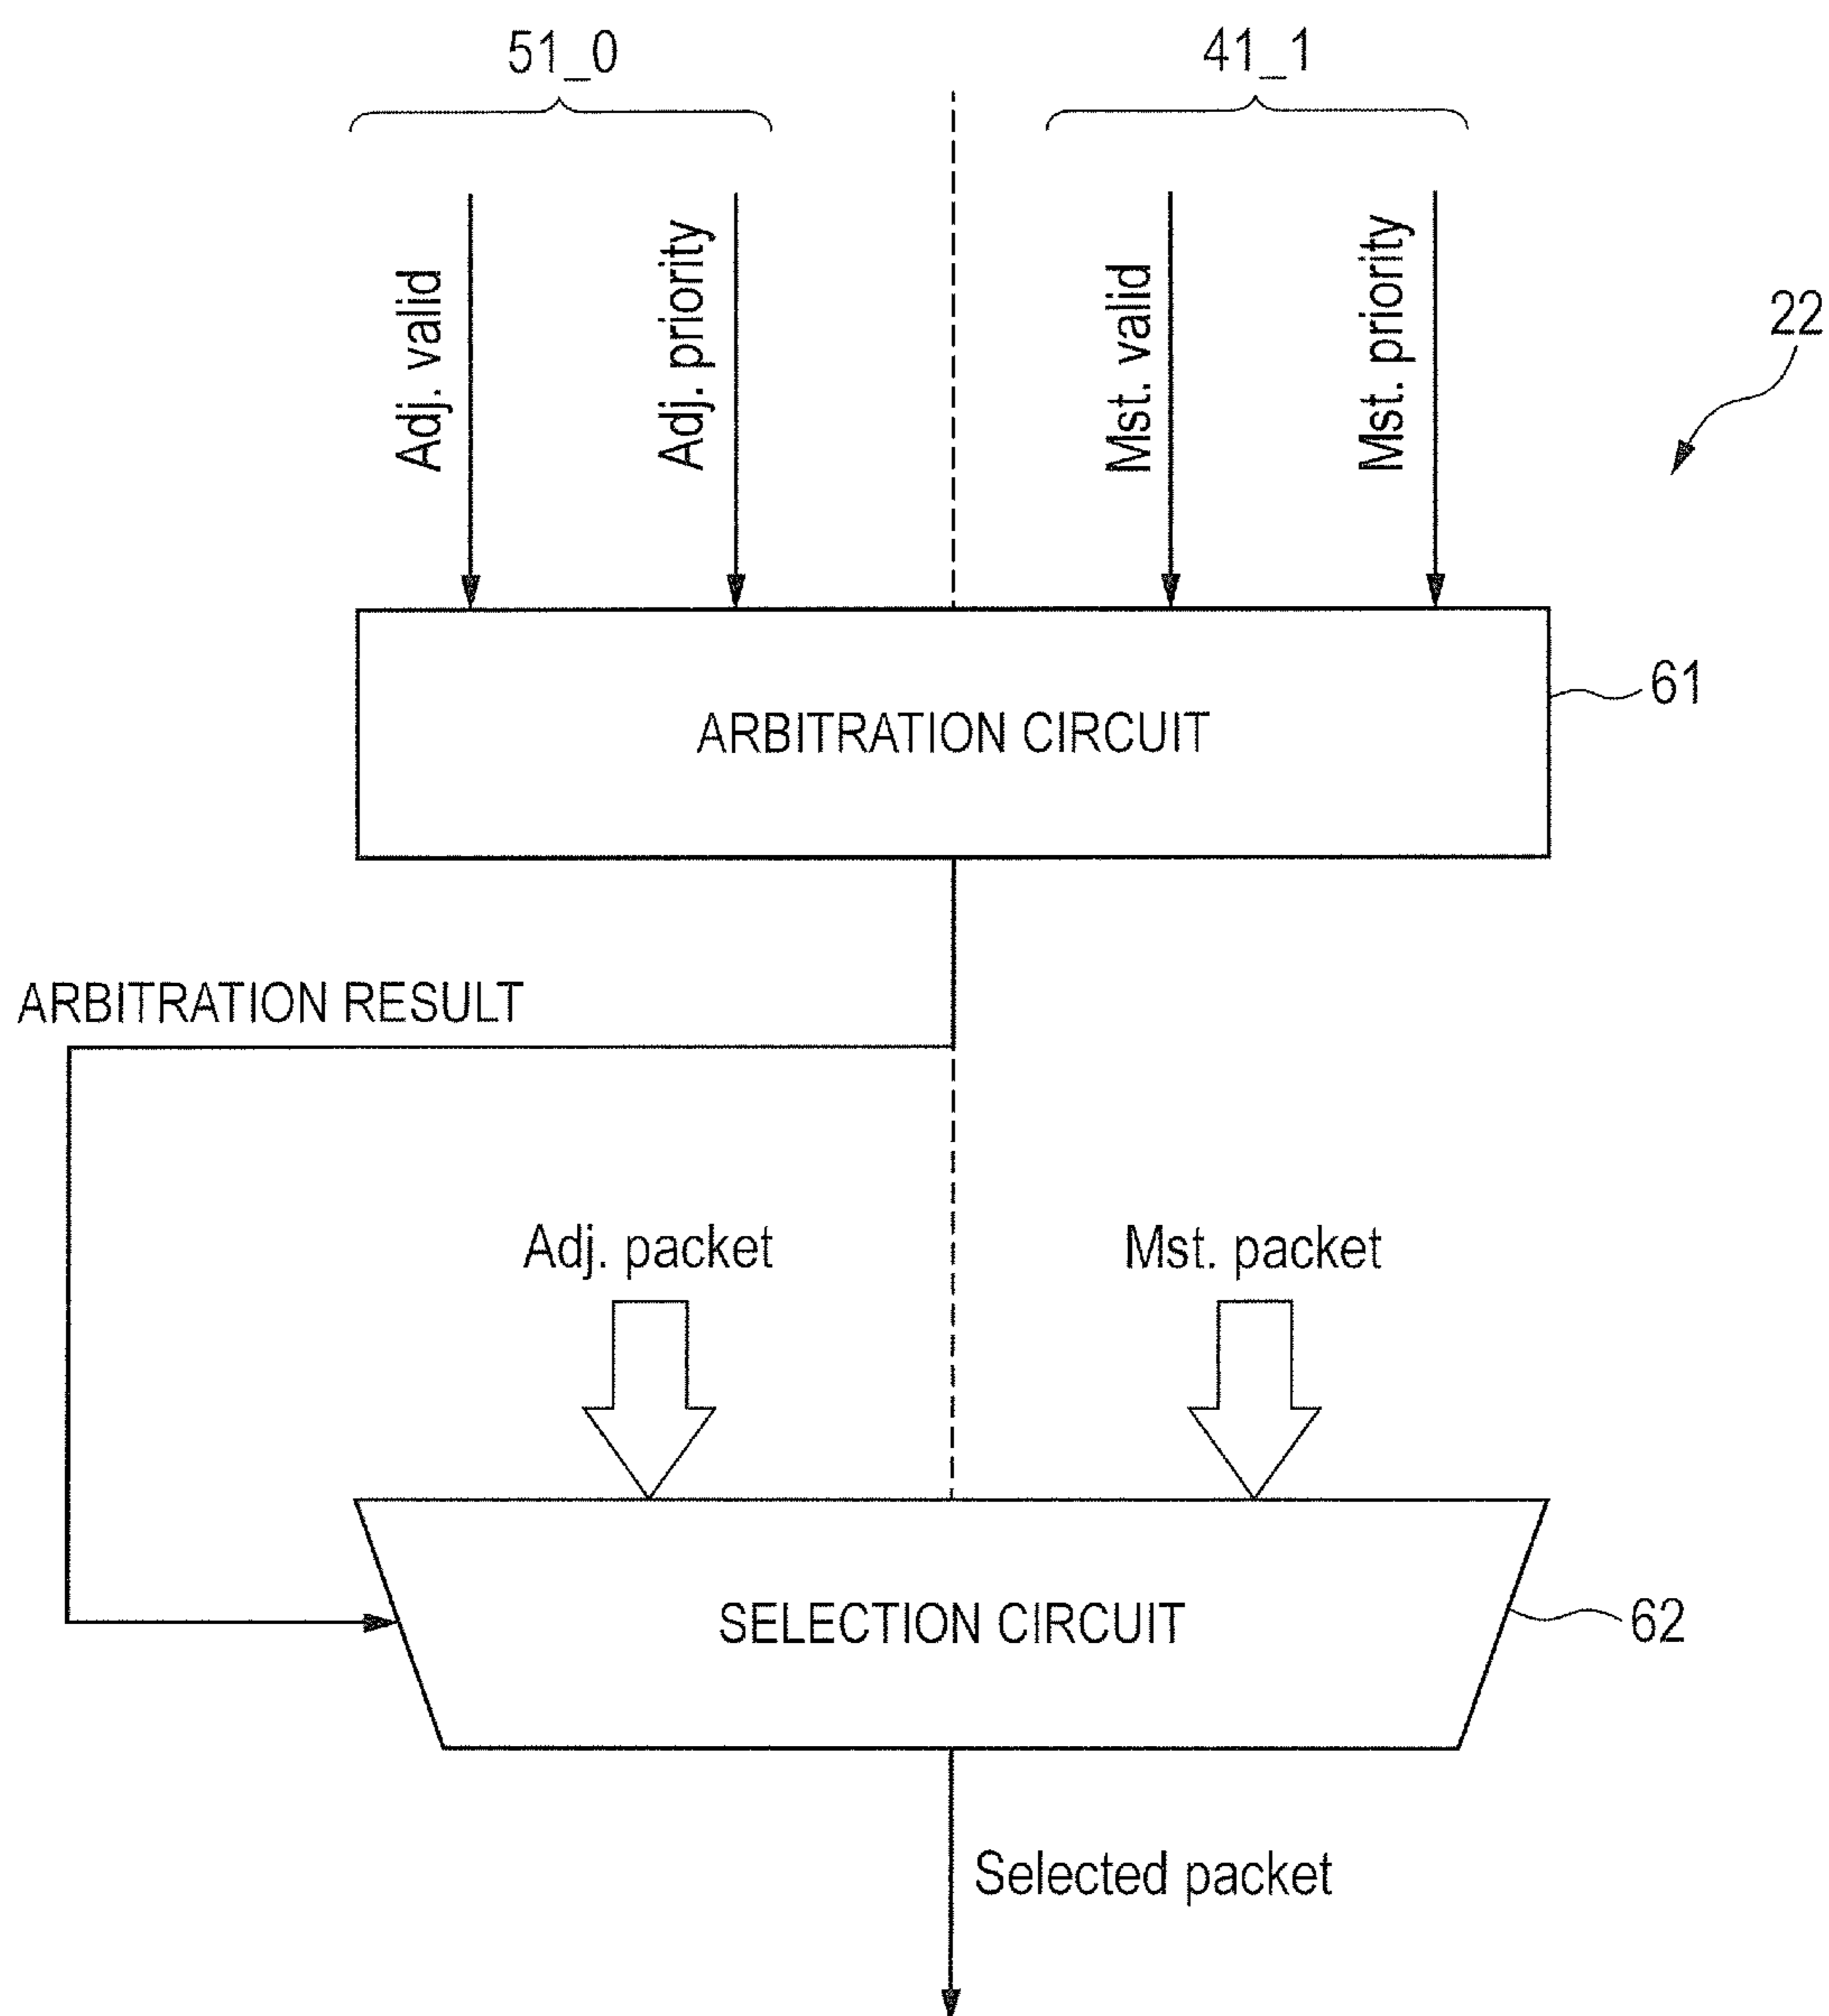 51_0
41_1
Adj. valid
Adj. priority
Mst. valid
Mst. priority
22
ARBITRATION CIRCUIT
61
ARBITRATION RESULT
Adj. packet
Mst. packet
SELECTION CIRCUIT
62
Selected packet